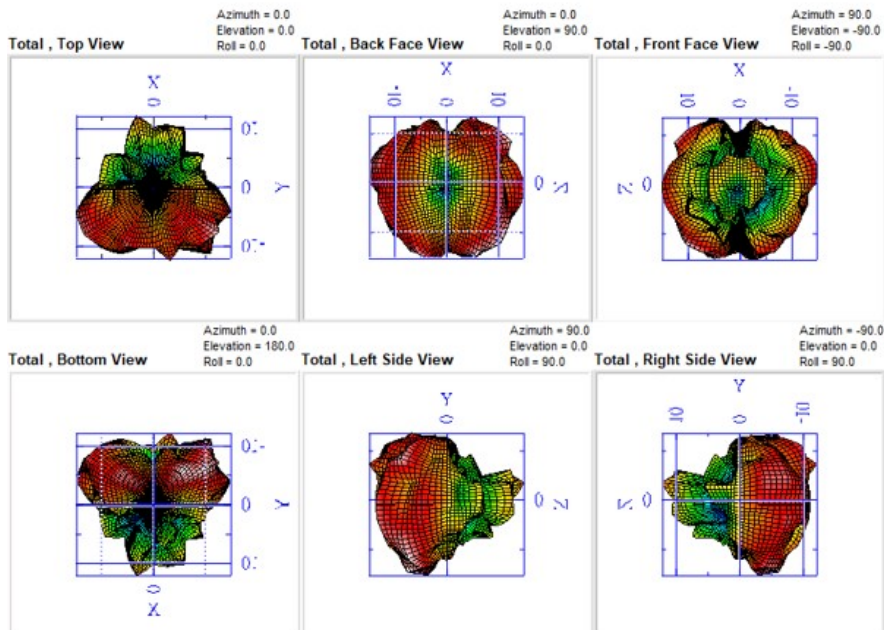 Azimuth = 0.0
Elevation = 0.0
Roll = 0.0
Total , Top View
Azimuth = 0.0
Elevation = 90.0
Roll = 0.0
Total , Back Face View
Azimuth = 90.0
Elevation = -90.0
Roll = -90.0
Total , Front Face View
X
0
0
Y
X
10-
0
10
0
Z
X
10
0
10-
Z
0
Azimuth = 0.0
Elevation = 180.0
Roll = 0.0
Total , Bottom View
Azimuth = 90.0
Elevation = 0.0
Roll = 90.0
Total , Left Side View
Azimuth = -90.0
Elevation = 0.0
Roll = 90.0
Total , Right Side View
0
Y
0
X
Y
0
0
Z
Y
10
0
-10
0